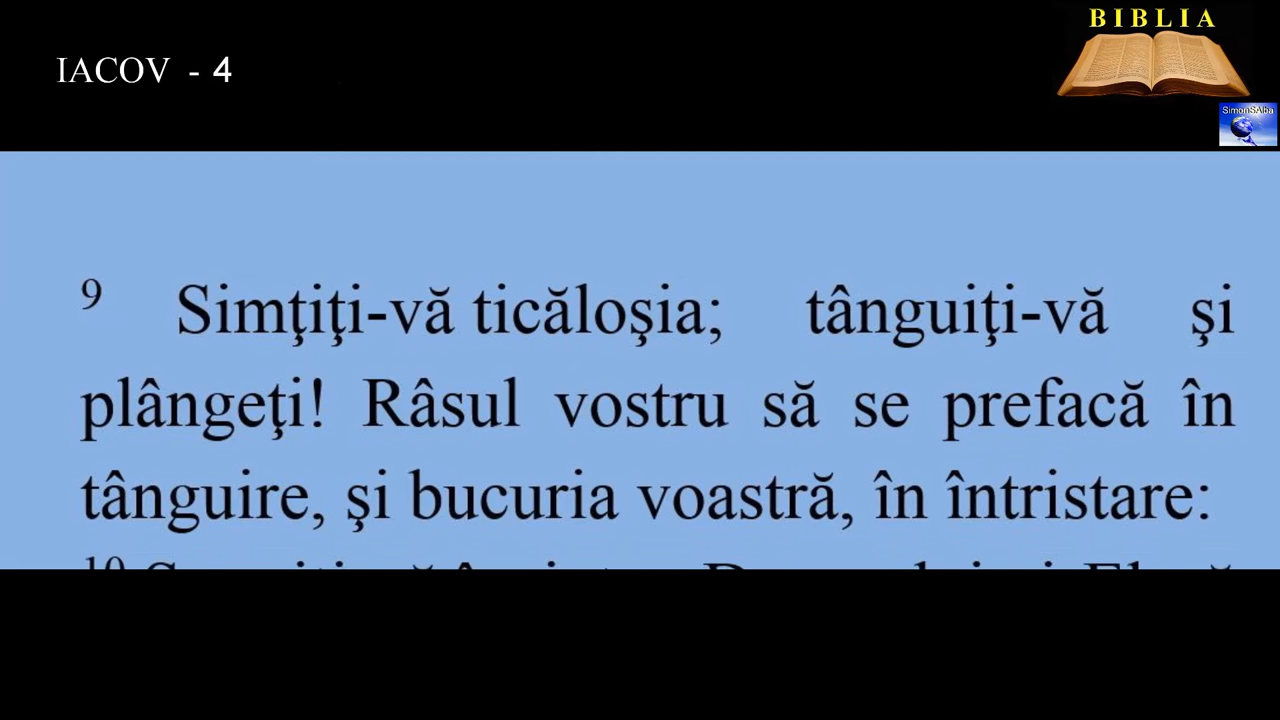 BIBLIA
IACOV - 4
SimonSAlba
9 Simţiţi-vă ticăloşia; tânguiţi-vă şi
plângeţi! Râsul vostru să se prefacă în
tânguire, şi bucuria voastră, în întristare:
10